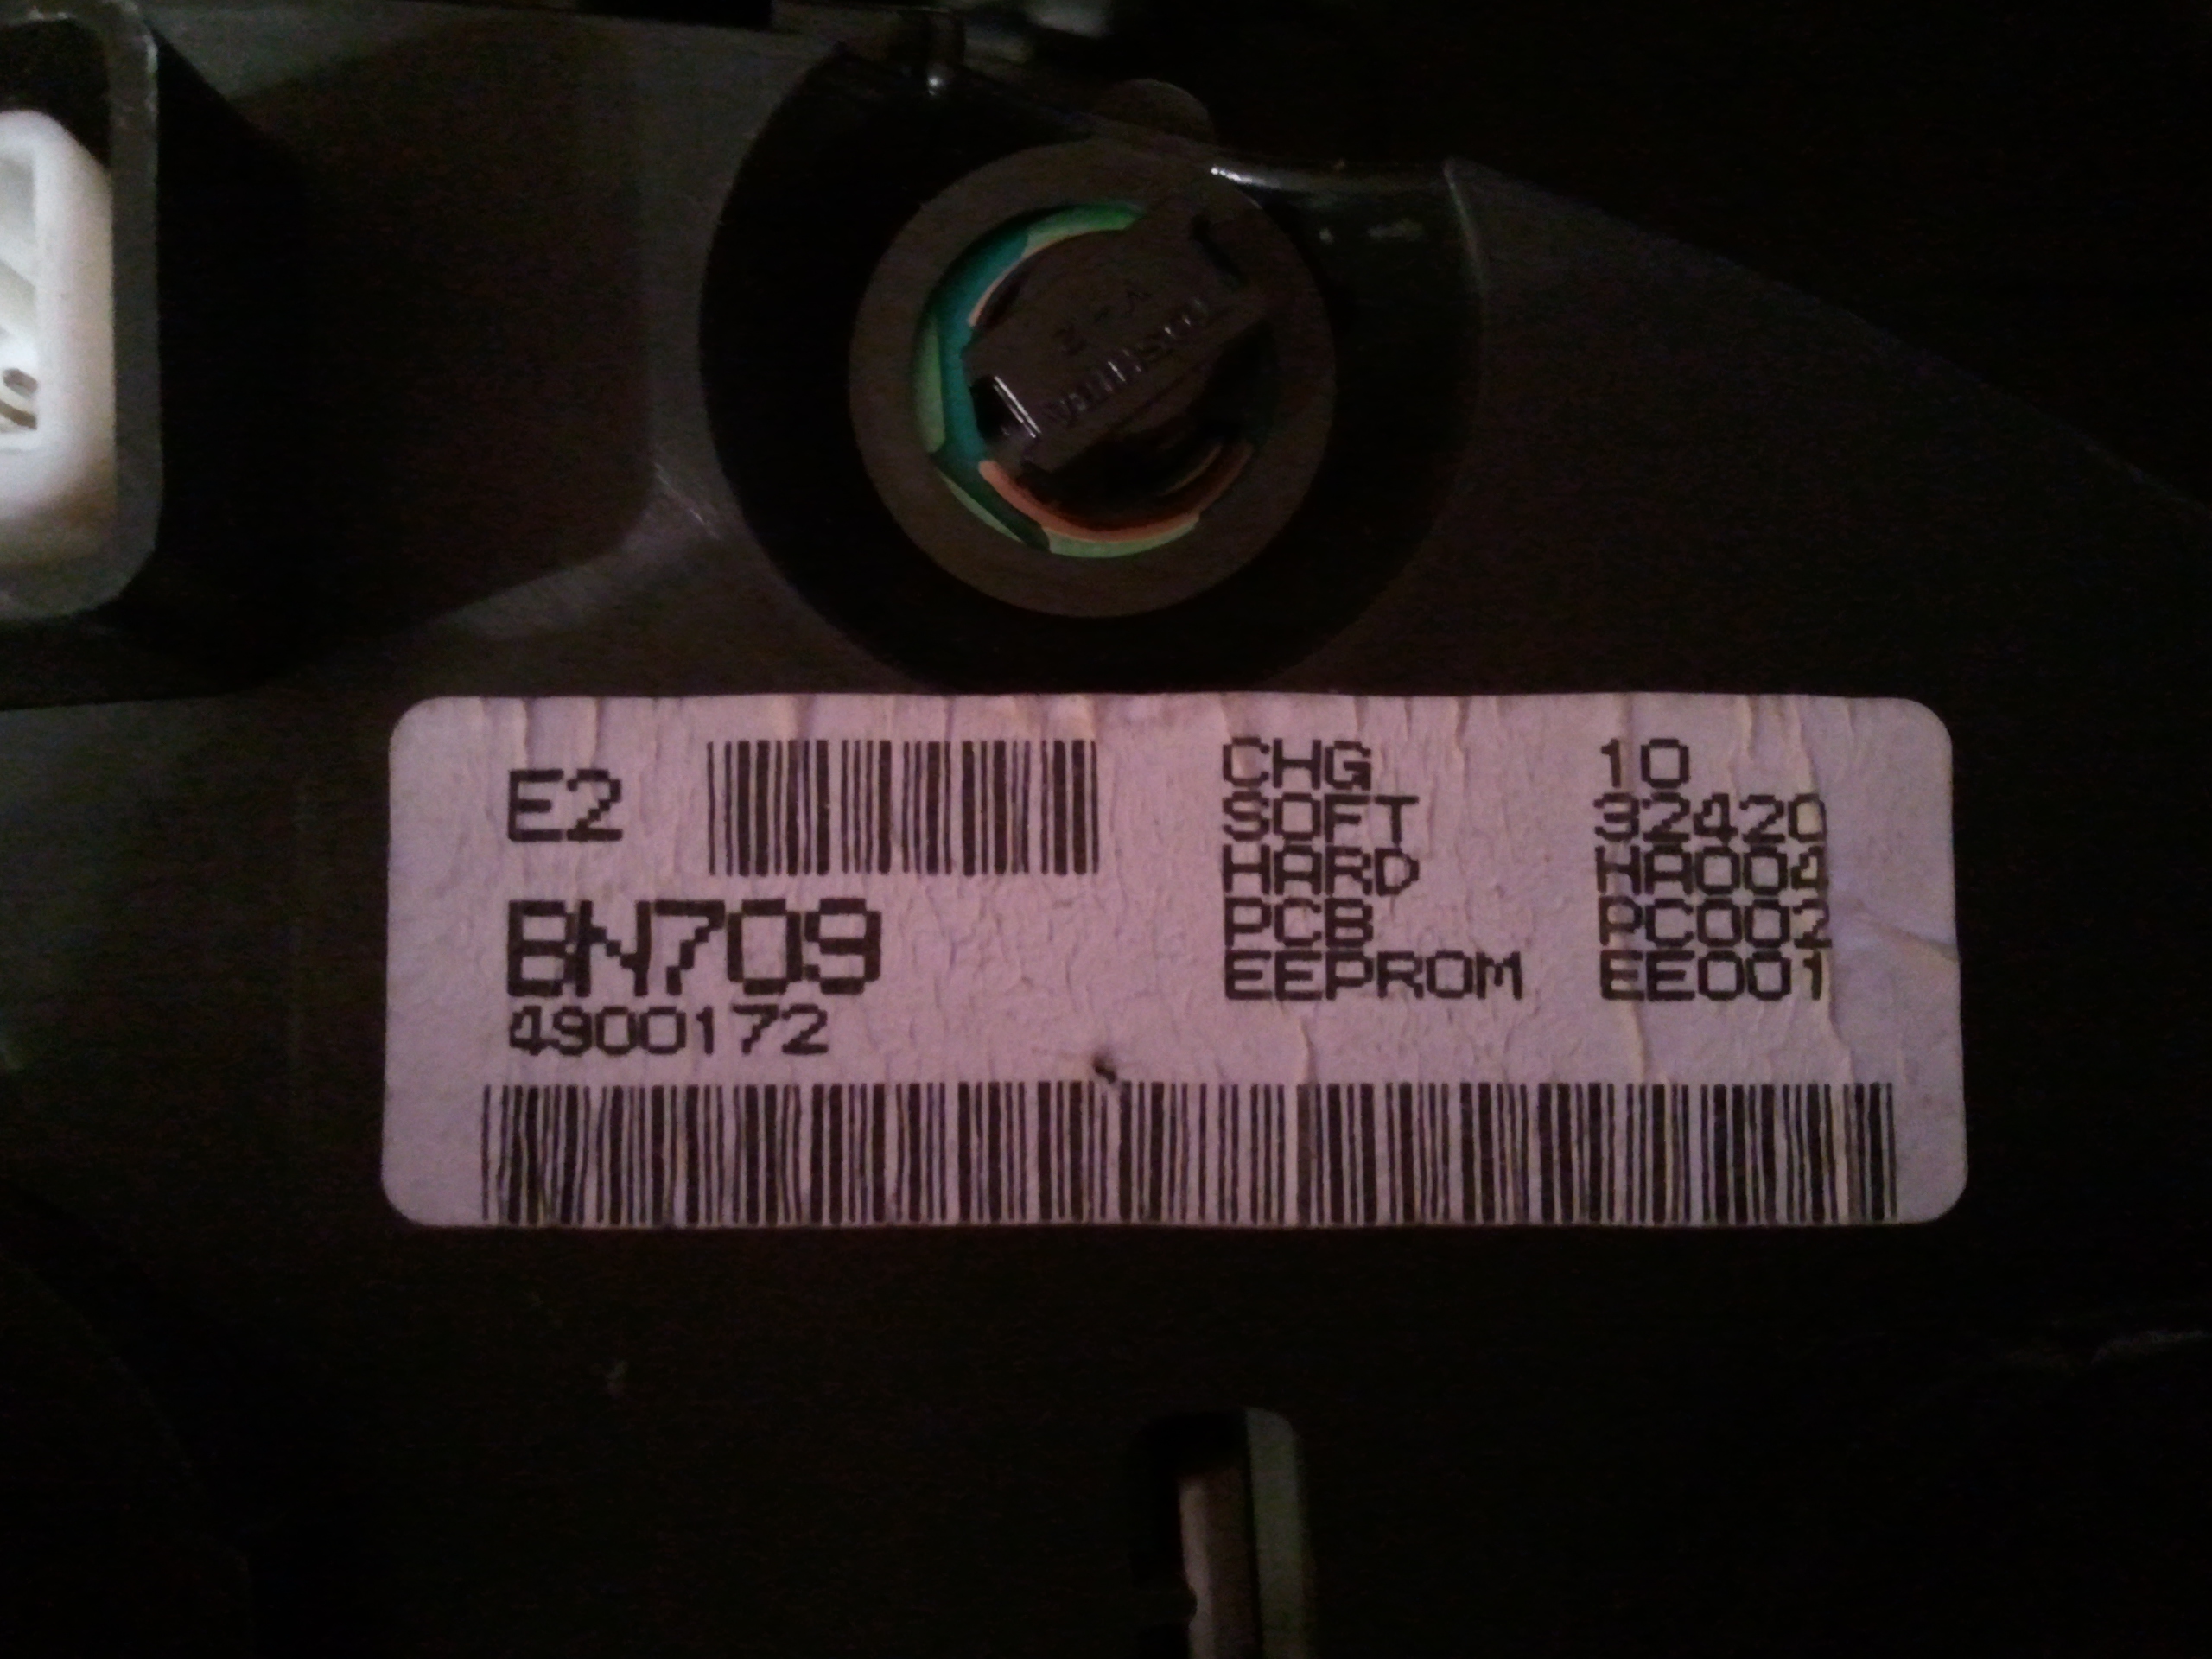 E2
BN709
4900172
CHG 10
SOFT 32420
HARD HA004
PCB PC002
EEPROM EE001